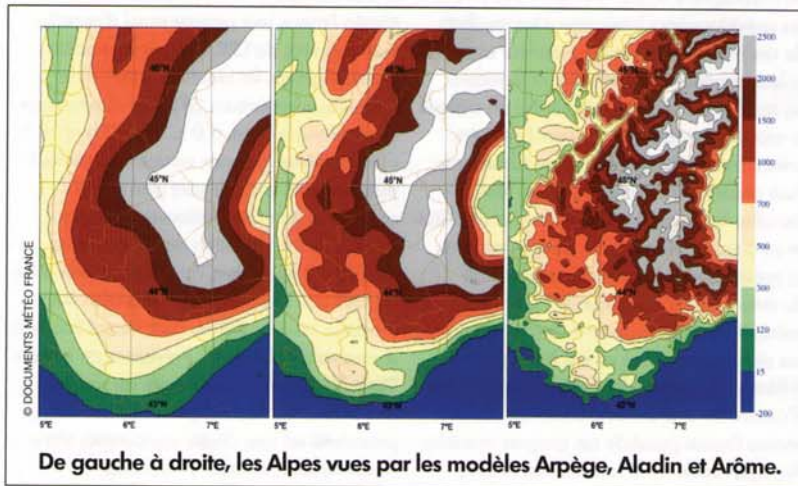 © DOCUMENTS MÉTÉO FRANCE
46°N
45°N
44°N
43°N
5°E
6°E
7°E
46°N
45°N
44°N
43°N
5°E
6°E
7°E
46°N
45°N
44°N
43°N
5°E
6°E
7°E
2500
2000
1500
1000
700
500
300
120
15
-200
De gauche à droite, les Alpes vues par les modèles Arpège, Aladin et Arôme.